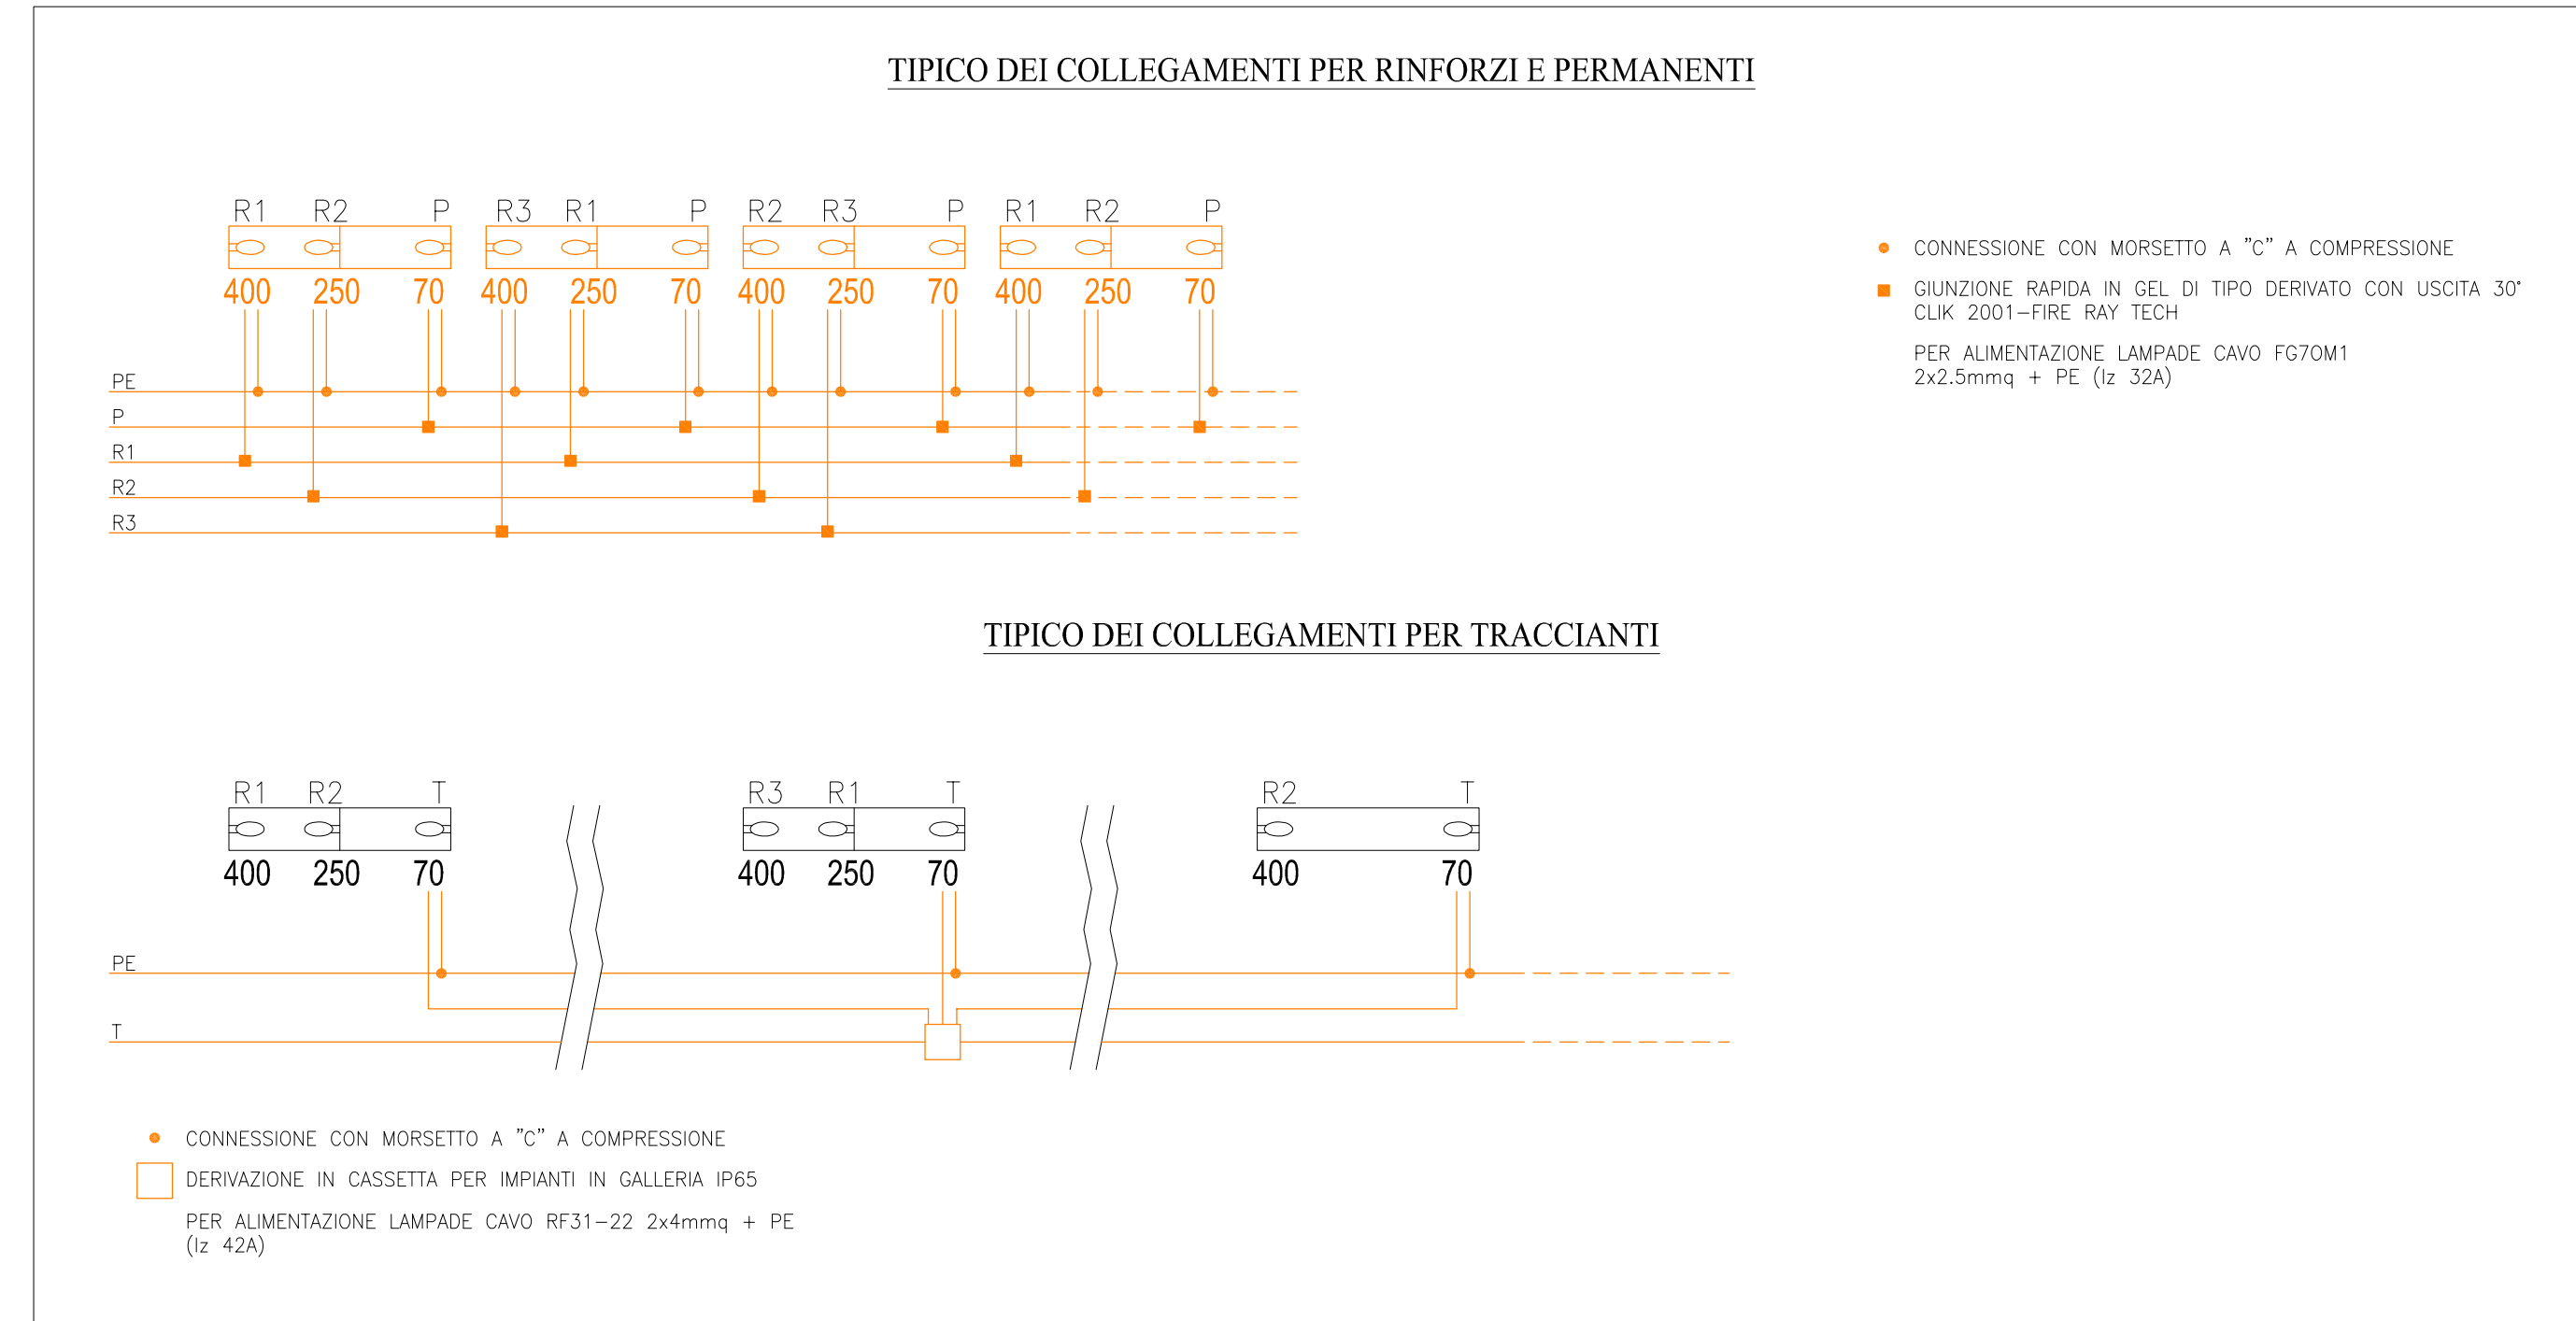 TIPICO DEI COLLEGAMENTI PER RINFORZI E PERMANENTI
R1 R2 P R3 R1 P R2 R3 P R1 R2 P
400 250 70 400 250 70 400 250 70 400 250 70
PE
P
R1
R2
R3
CONNESSIONE CON MORSETTO A "C" A COMPRESSIONE
GIUNZIONE RAPIDA IN GEL DI TIPO DERIVATO CON USCITA 30°
CLIK 2001-FIRE RAY TECH
PER ALIMENTAZIONE LAMPADE CAVO FG7OM1
2x2.5mmq + PE (Iz 32A)
TIPICO DEI COLLEGAMENTI PER TRACCIANTI
R1 R2 T R3 R1 T R2 T
400 250 70 400 250 70 400 70
PE
T
CONNESSIONE CON MORSETTO A "C" A COMPRESSIONE
DERIVAZIONE IN CASSETTA PER IMPIANTI IN GALLERIA IP65
PER ALIMENTAZIONE LAMPADE CAVO RF31-22 2x4mmq + PE
(Iz 42A)